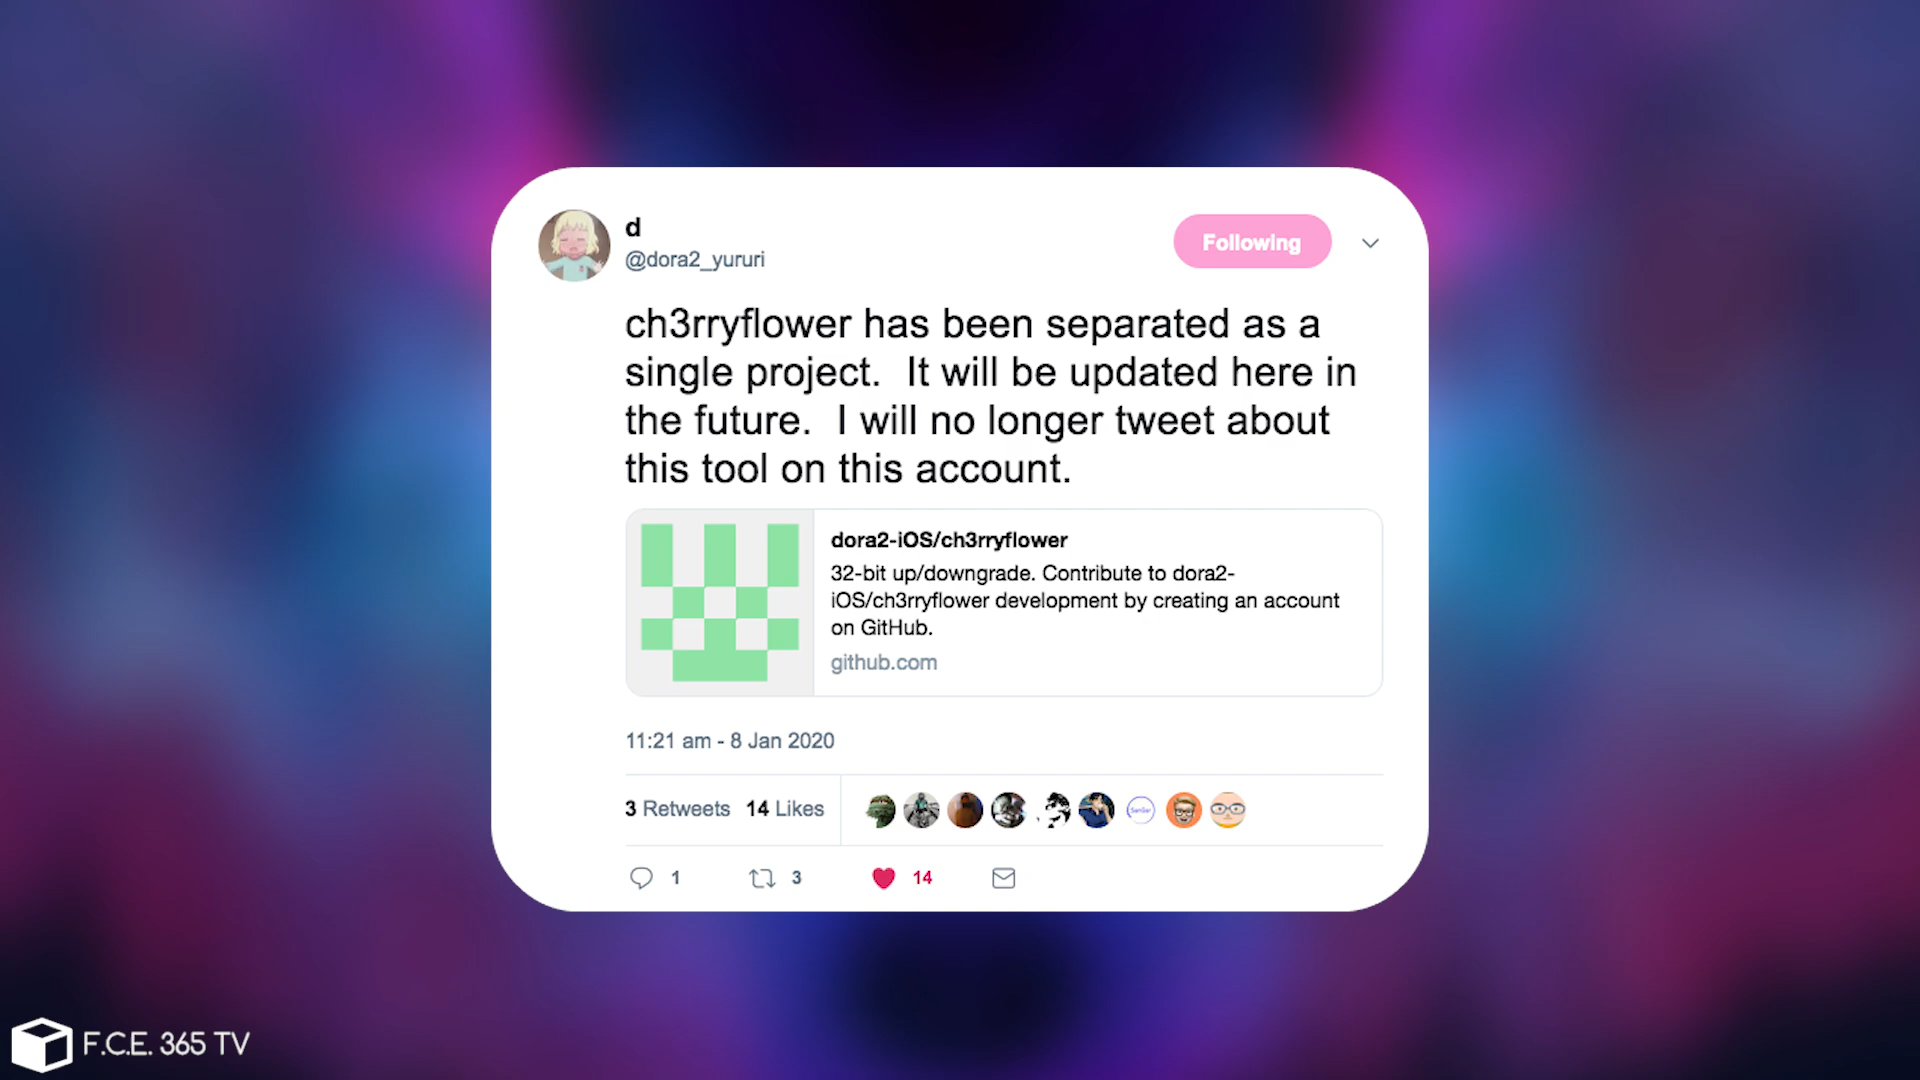 d
@dora2_yururi
Following
ch3rryflower has been separated as a
single project.  It will be updated here in
the future.  I will no longer tweet about
this tool on this account.
dora2-iOS/ch3rryflower
32-bit up/downgrade. Contribute to dora2-
iOS/ch3rryflower development by creating an account
on GitHub.
github.com
11:21 am - 8 Jan 2020
3 Retweets 14 Likes
1 3 14
F.C.E. 365 TV